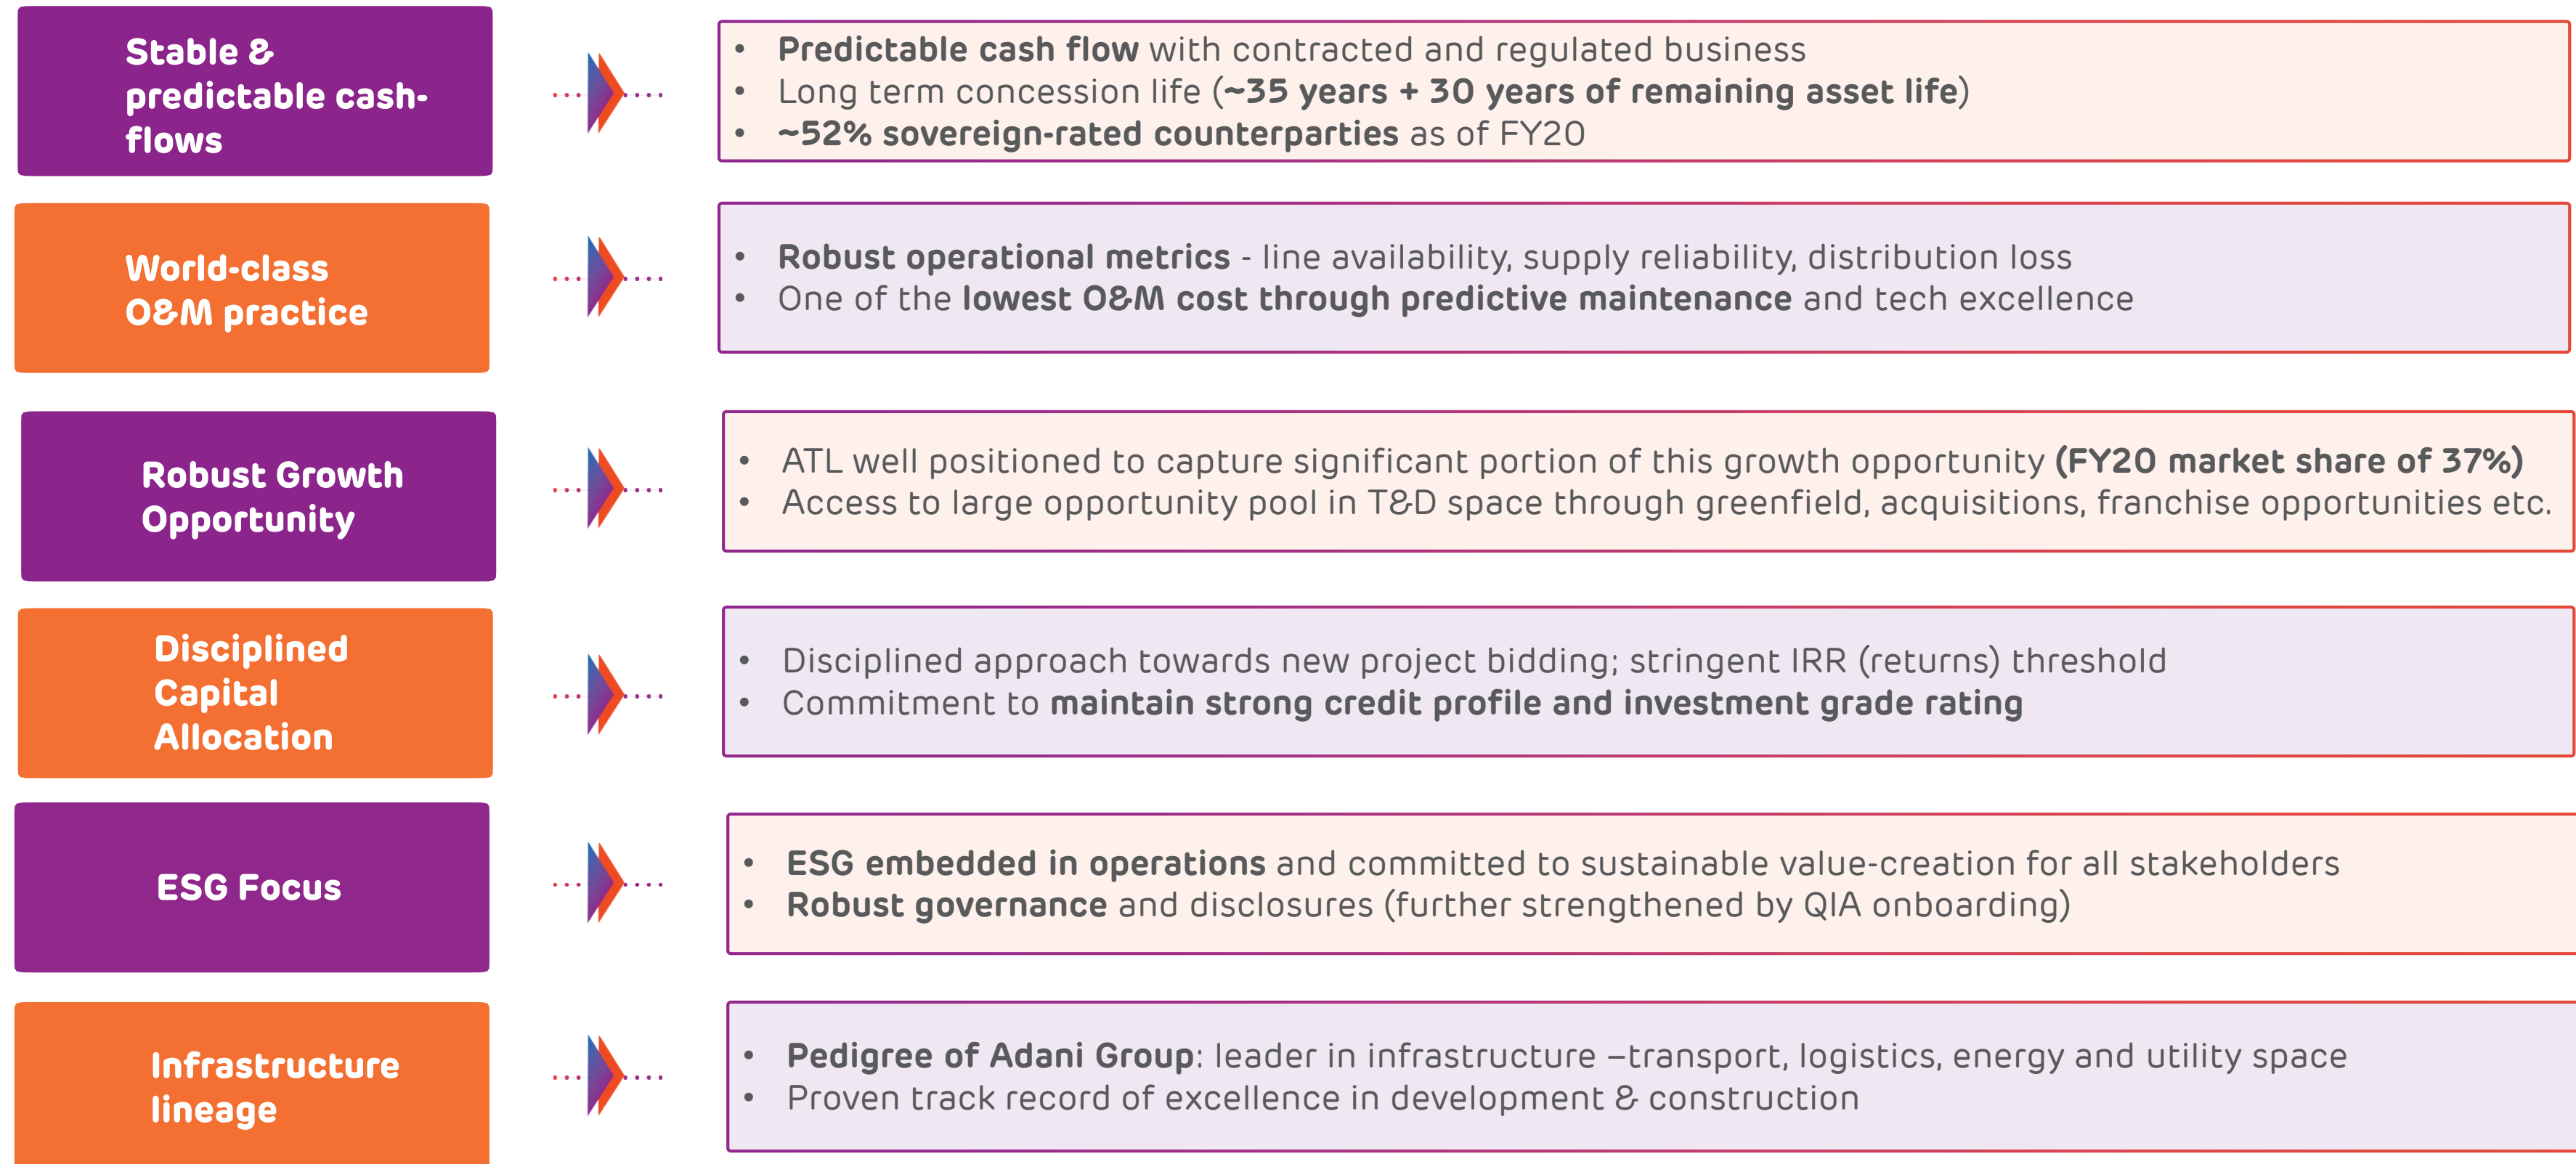 Stable &
predictable cash-
flows
• Predictable cash flow with contracted and regulated business
• Long term concession life (~35 years + 30 years of remaining asset life)
• ~52% sovereign-rated counterparties as of FY20
World-class
O&M practice
• Robust operational metrics - line availability, supply reliability, distribution loss
• One of the lowest O&M cost through predictive maintenance and tech excellence
Robust Growth
Opportunity
• ATL well positioned to capture significant portion of this growth opportunity (FY20 market share of 37%)
• Access to large opportunity pool in T&D space through greenfield, acquisitions, franchise opportunities etc.
Disciplined
Capital
Allocation
• Disciplined approach towards new project bidding; stringent IRR (returns) threshold
• Commitment to maintain strong credit profile and investment grade rating
ESG Focus
• ESG embedded in operations and committed to sustainable value-creation for all stakeholders
• Robust governance and disclosures (further strengthened by QIA onboarding)
Infrastructure
lineage
• Pedigree of Adani Group: leader in infrastructure –transport, logistics, energy and utility space
• Proven track record of excellence in development & construction